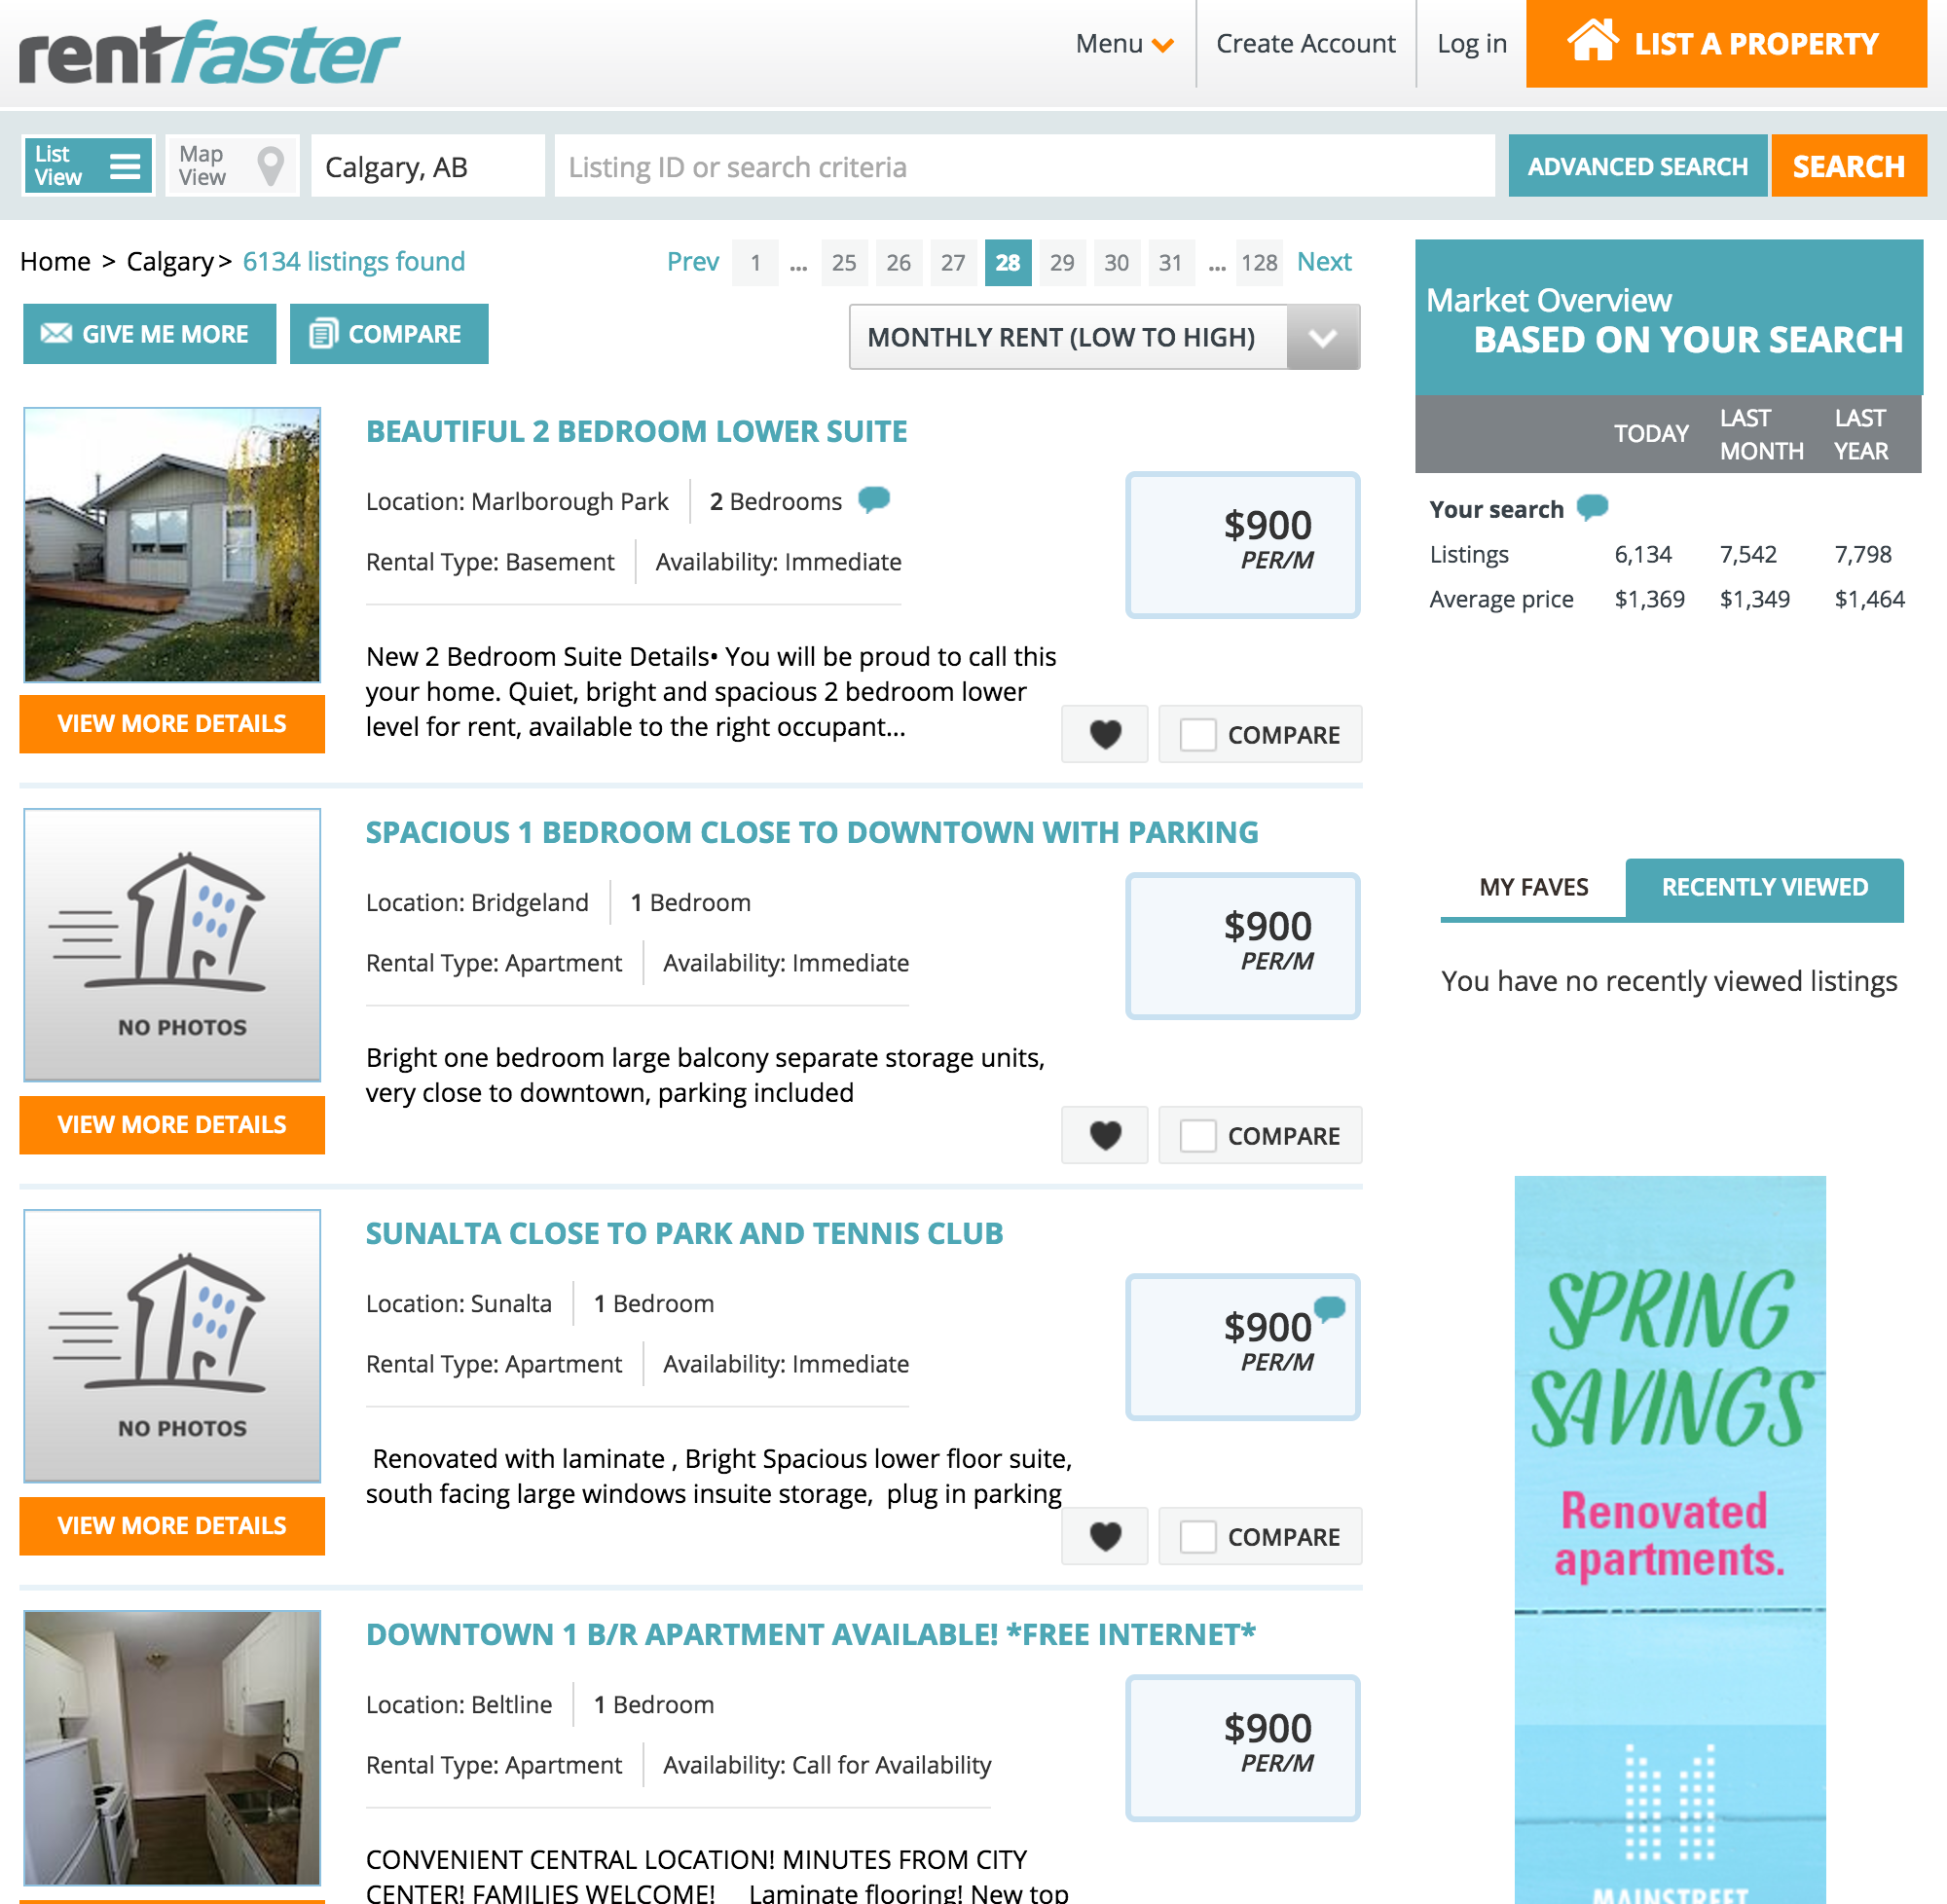 rentfaster
Menu
Create Account
Log in
LIST A PROPERTY
List View
Map View
Calgary, AB
Listing ID or search criteria
ADVANCED SEARCH
SEARCH
Home > Calgary > 6134 listings found
Prev 1 ... 25 26 27 28 29 30 31 ... 128 Next
GIVE ME MORE
COMPARE
MONTHLY RENT (LOW TO HIGH)
BEAUTIFUL 2 BEDROOM LOWER SUITE
Location: Marlborough Park
2 Bedrooms
Rental Type: Basement
Availability: Immediate
$900
PER/M
New 2 Bedroom Suite Details• You will be proud to call this
your home. Quiet, bright and spacious 2 bedroom lower
level for rent, available to the right occupant...
VIEW MORE DETAILS
COMPARE
NO PHOTOS
SPACIOUS 1 BEDROOM CLOSE TO DOWNTOWN WITH PARKING
Location: Bridgeland
1 Bedroom
Rental Type: Apartment
Availability: Immediate
$900
PER/M
Bright one bedroom large balcony separate storage units,
very close to downtown, parking included
VIEW MORE DETAILS
COMPARE
NO PHOTOS
SUNALTA CLOSE TO PARK AND TENNIS CLUB
Location: Sunalta
1 Bedroom
Rental Type: Apartment
Availability: Immediate
$900
PER/M
Renovated with laminate , Bright Spacious lower floor suite,
south facing large windows insuite storage, plug in parking
VIEW MORE DETAILS
COMPARE
DOWNTOWN 1 B/R APARTMENT AVAILABLE! *FREE INTERNET*
Location: Beltline
1 Bedroom
Rental Type: Apartment
Availability: Call for Availability
$900
PER/M
CONVENIENT CENTRAL LOCATION! MINUTES FROM CITY
CENTER! FAMILIES WELCOME! Laminate flooring! New top
Market Overview
BASED ON YOUR SEARCH
TODAY
LAST MONTH
LAST YEAR
Your search
Listings 6,134 7,542 7,798
Average price $1,369 $1,349 $1,464
MY FAVES
RECENTLY VIEWED
You have no recently viewed listings
SPRING
SAVINGS
Renovated
apartments.
MAINSTREET